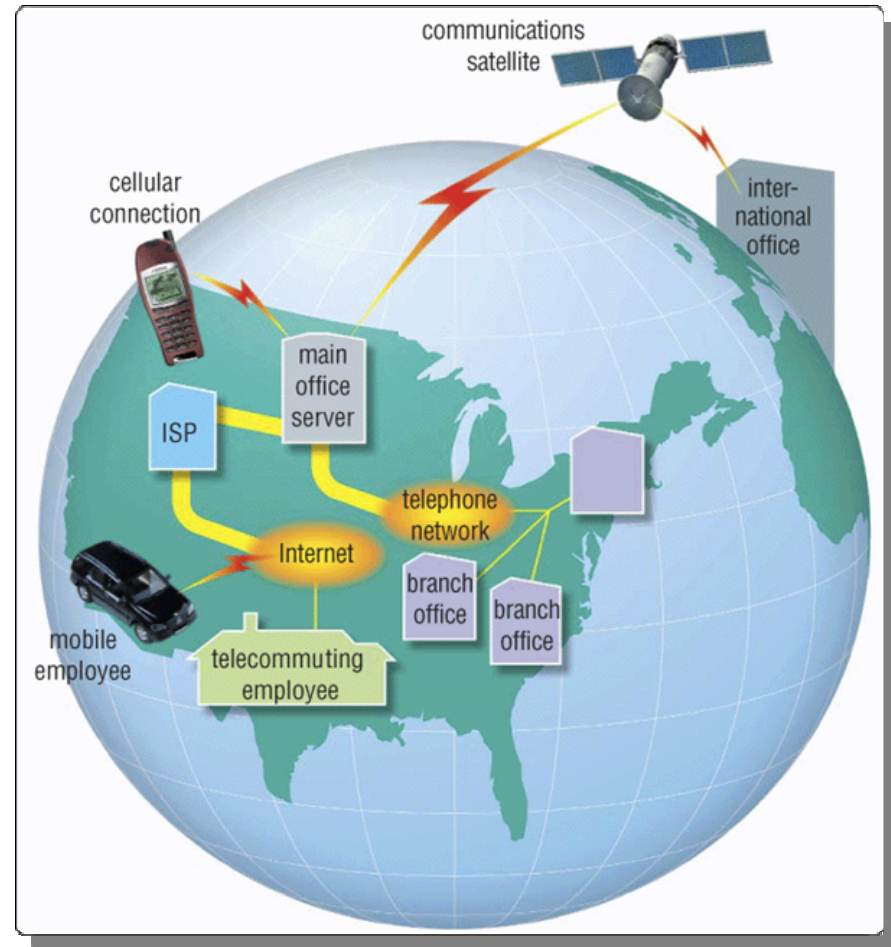 communications
satellite
cellular
connection
inter-
national
office
main
office
server
ISP
telephone
network
Internet
branch
office
branch
office
mobile
employee
telecommuting
employee